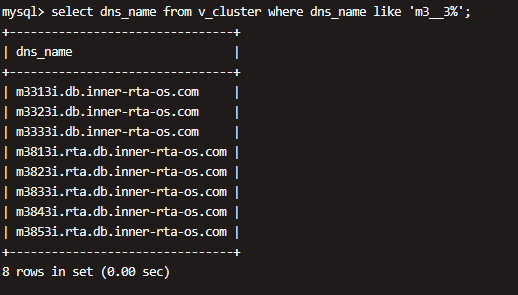 mysql> select dns_name from v_cluster where dns_name like 'm3__3%';
+-------------------------------+
| dns_name                      |
+-------------------------------+
| m3313i.db.inner-rta-os.com    |
| m3323i.db.inner-rta-os.com    |
| m3333i.db.inner-rta-os.com    |
| m3813i.rta.db.inner-rta-os.com |
| m3823i.rta.db.inner-rta-os.com |
| m3833i.rta.db.inner-rta-os.com |
| m3843i.rta.db.inner-rta-os.com |
| m3853i.rta.db.inner-rta-os.com |
+-------------------------------+
8 rows in set (0.00 sec)